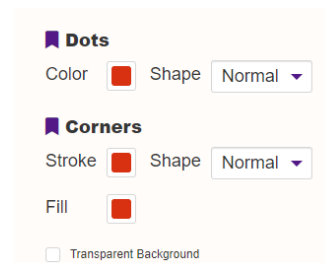 Dots
Color Shape Normal
Corners
Stroke Shape Normal
Fill
Transparent Background